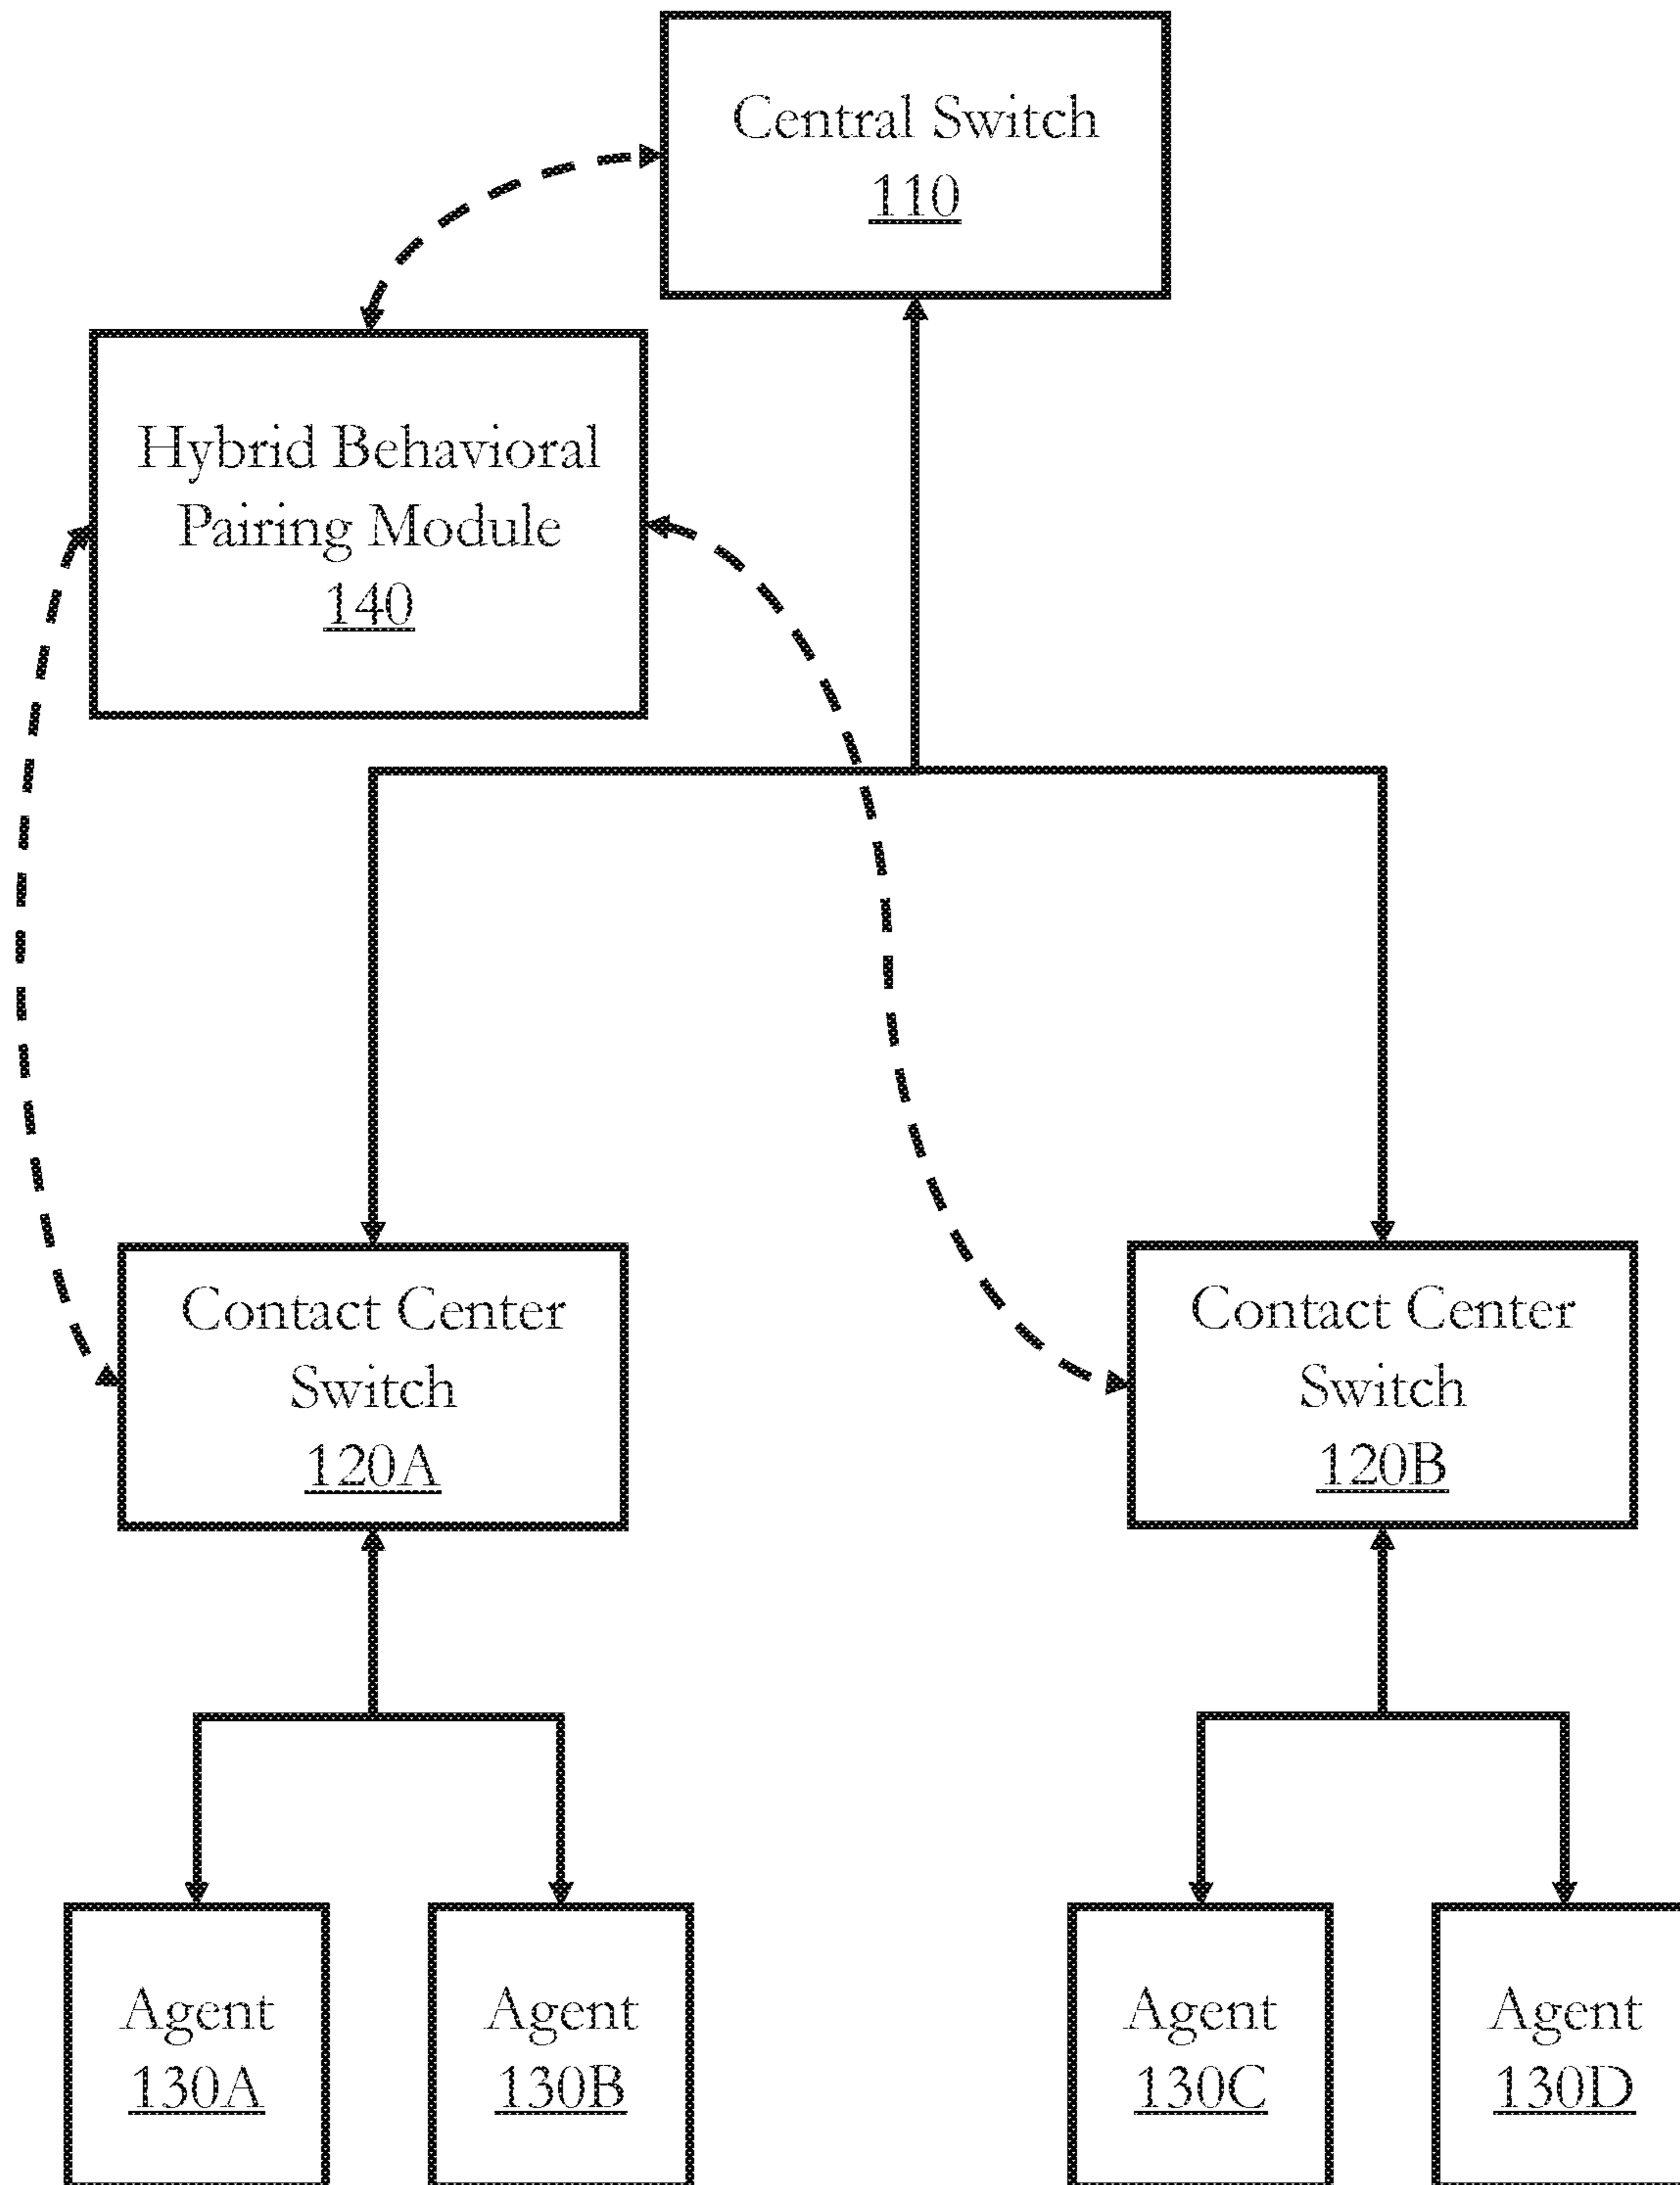 Central Switch
110
Hybrid Behavioral
Pairing Module
140
Contact Center
Switch
120A
Contact Center
Switch
120B
Agent
130A
Agent
130B
Agent
130C
Agent
130D